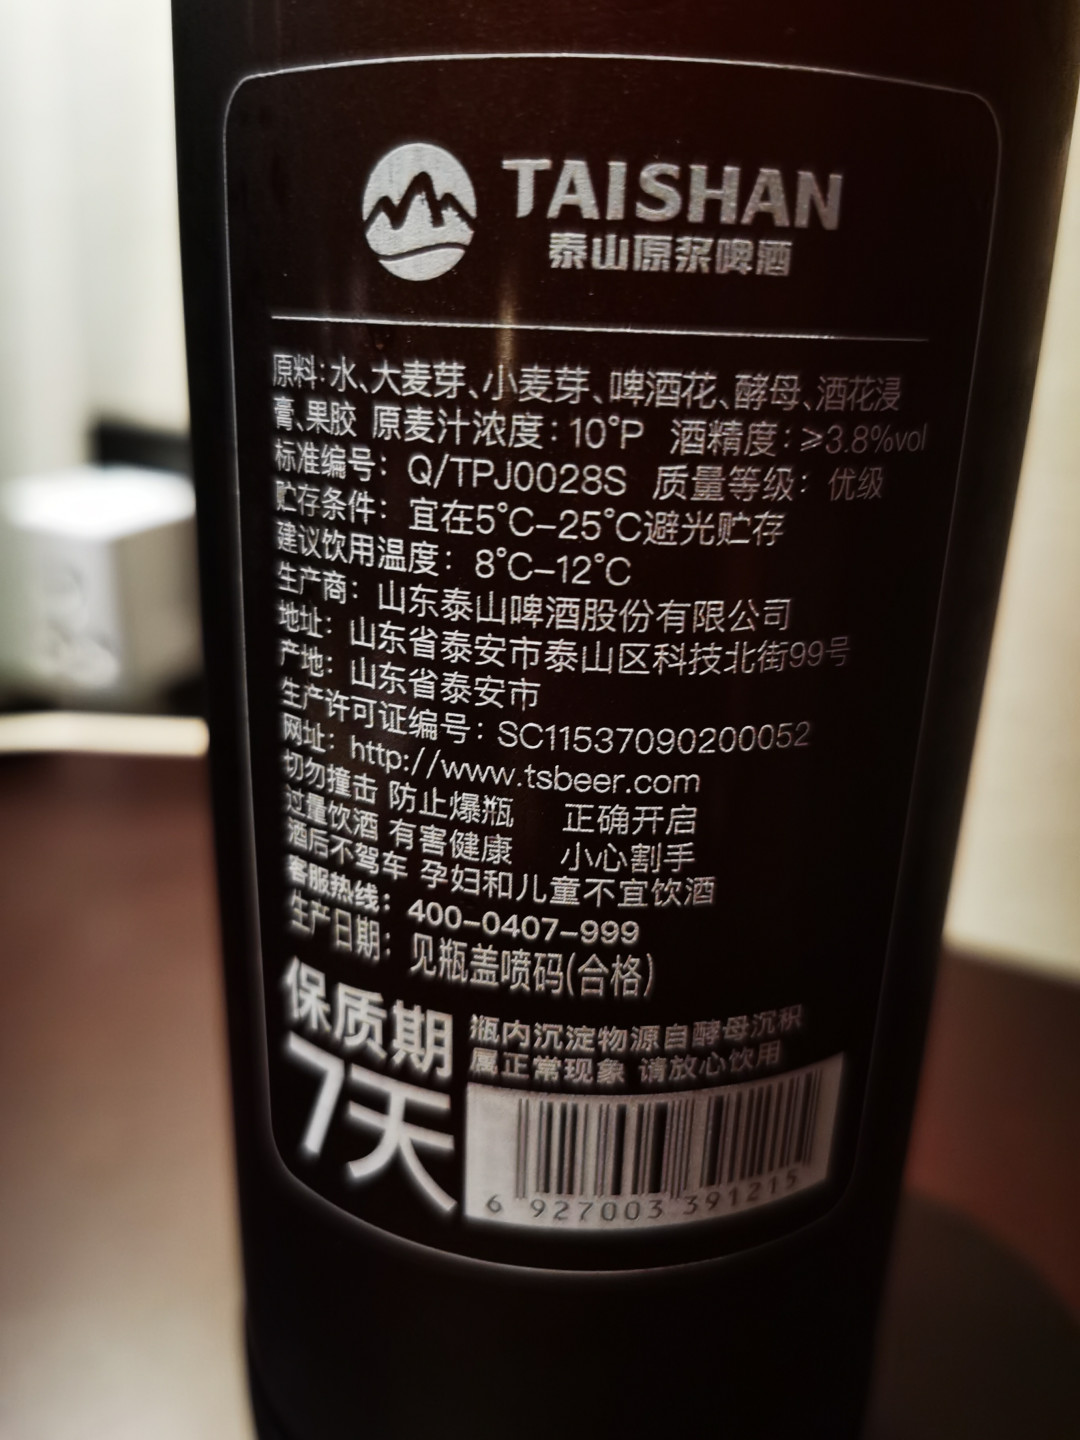 TAISHAN
泰山原浆啤酒
原料：水、大麦芽、小麦芽、啤酒花、酵母、酒花浸
膏、果胶 原麦汁浓度：10°P 酒精度：≥3.8%vol
标准编号：Q/TPJ0028S 质量等级：优级
贮存条件：宜在5°C-25°C避光贮存
建议饮用温度：8°C-12°C
生产商：山东泰山啤酒股份有限公司
地址：山东省泰安市泰山区科技北街99号
产地：山东省泰安市
生产许可证编号：SC11537090200052
网址：http://www.tsbeer.com
切勿撞击 防止爆瓶 正确开启
过量饮酒 有害健康 小心割手
酒后不驾车 孕妇和儿童不宜饮酒
客服热线：400-0407-999
生产日期：见瓶盖喷码(合格)
保质期
7天
瓶内沉淀物源自酵母沉积
属正常现象 请放心饮用
6 927003 391215